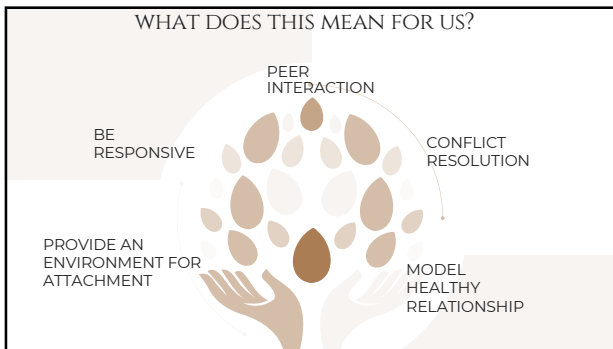 WHAT DOES THIS MEAN FOR US?
PEER
INTERACTION
BE
RESPONSIVE
CONFLICT
RESOLUTION
PROVIDE AN
ENVIRONMENT FOR
ATTACHMENT
MODEL
HEALTHY
RELATIONSHIP